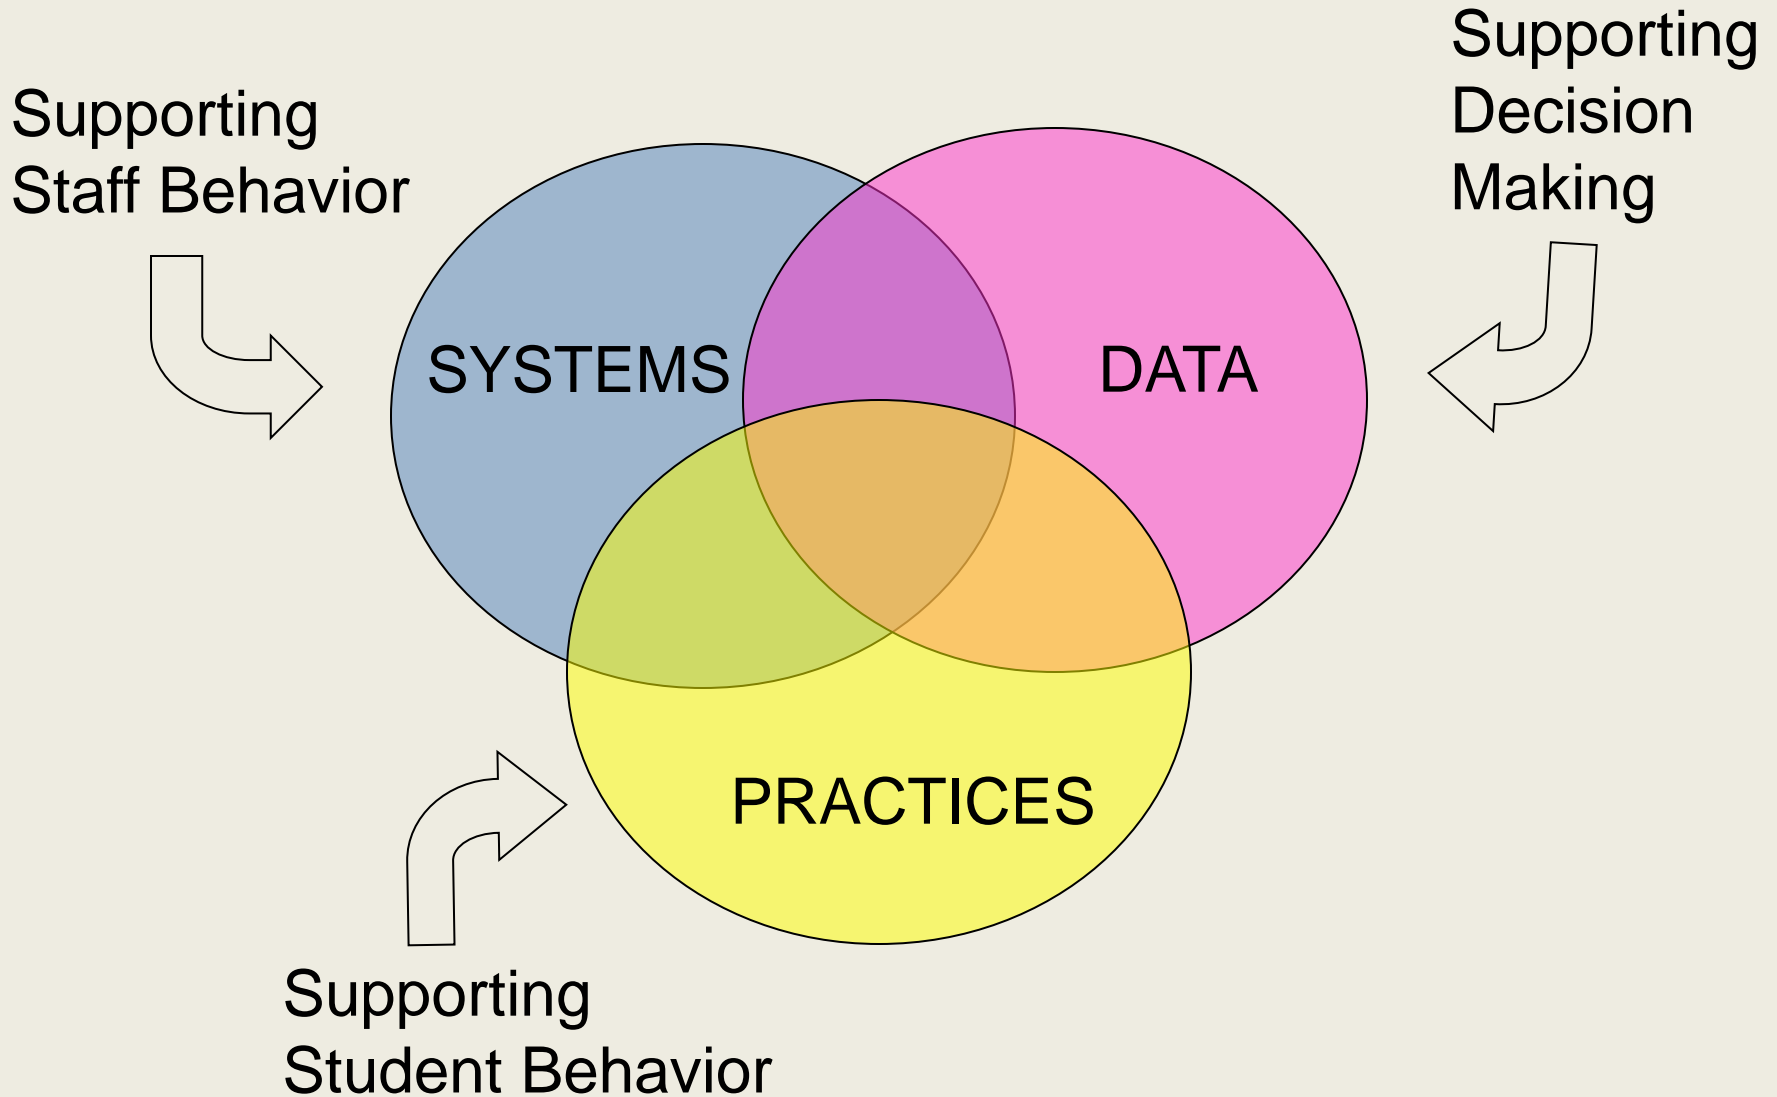 Supporting
Staff Behavior
Supporting
Decision
Making
SYSTEMS
DATA
PRACTICES
Supporting
Student Behavior